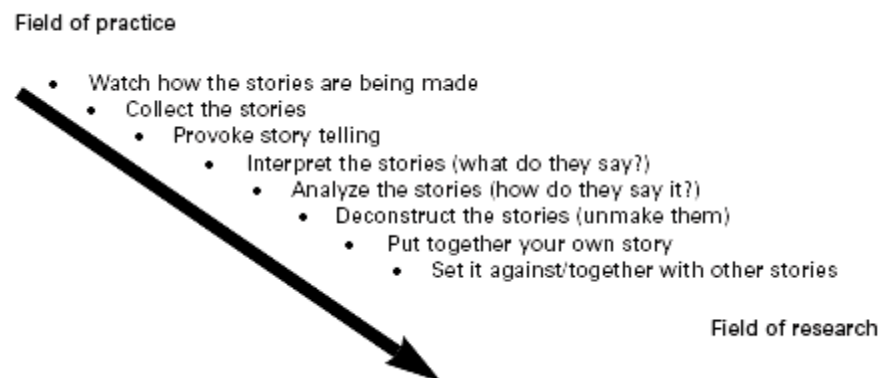 Field of practice
• Watch how the stories are being made
• Collect the stories
• Provoke story telling
• Interpret the stories (what do they say?)
• Analyze the stories (how do they say it?)
• Deconstruct the stories (unmake them)
• Put together your own story
• Set it against/together with other stories
Field of research